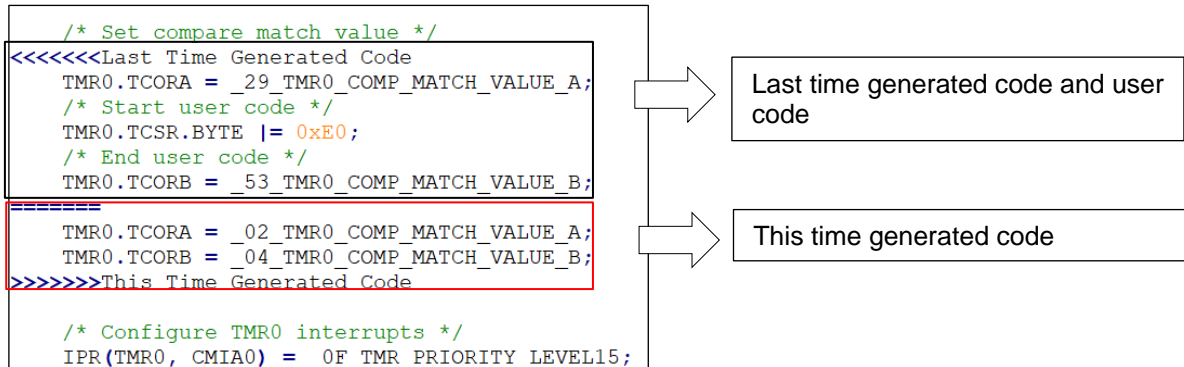 /* Set compare match value */
<<<<<<<Last Time Generated Code
TMR0.TCORA = _29_TMR0_COMP_MATCH_VALUE_A;
/* Start user code */
TMR0.TCSR.BYTE |= 0xE0;
/* End user code */
TMR0.TCORB = _53_TMR0_COMP_MATCH_VALUE_B;
=======
TMR0.TCORA = _02_TMR0_COMP_MATCH_VALUE_A;
TMR0.TCORB = _04_TMR0_COMP_MATCH_VALUE_B;
>>>>>>>This Time Generated Code
/* Configure TMR0 interrupts */
IPR(TMR0, CMIA0) = _0F_TMR_PRIORITY_LEVEL15;
Last time generated code and user
code
This time generated code